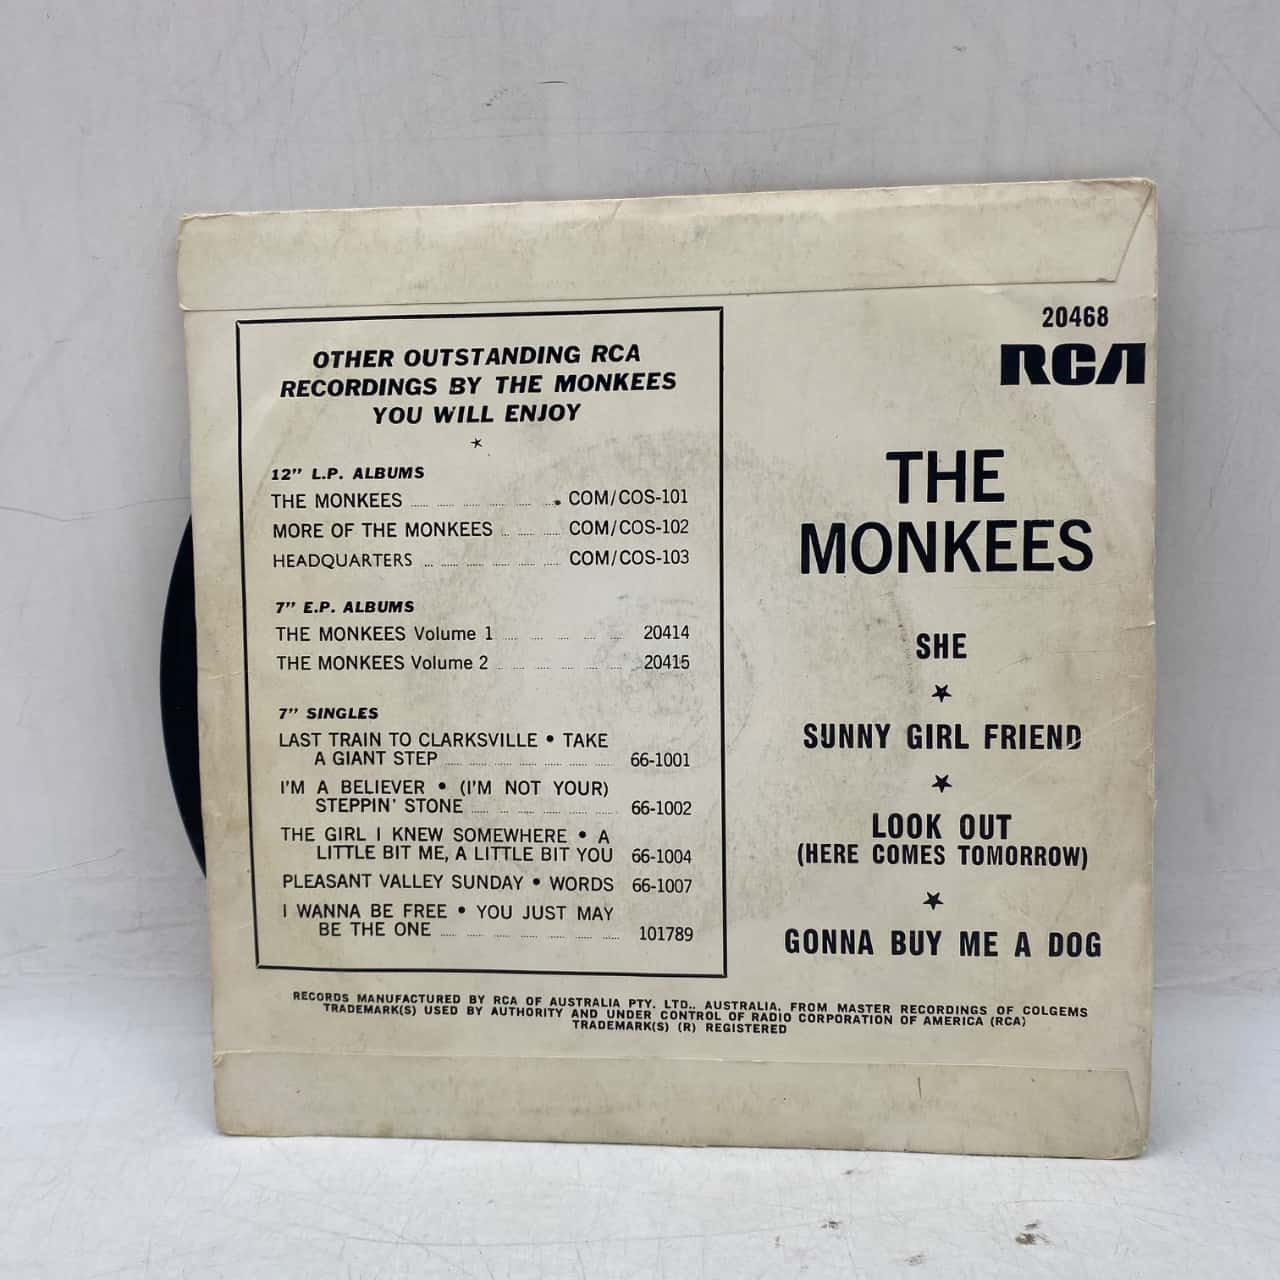 OTHER OUTSTANDING RCA
RECORDINGS BY THE MONKEES
YOU WILL ENJOY
12" L.P. ALBUMS
THE MONKEES ........ COM/COS-101
MORE OF THE MONKEES ........ COM/COS-102
HEADQUARTERS ........ COM/COS-103
7" E.P. ALBUMS
THE MONKEES Volume 1 ........ 20414
THE MONKEES Volume 2 ........ 20415
7" SINGLES
LAST TRAIN TO CLARKSVILLE • TAKE
A GIANT STEP ........ 66-1001
I'M A BELIEVER • (I'M NOT YOUR)
STEPPIN' STONE ........ 66-1002
THE GIRL I KNEW SOMEWHERE • A
LITTLE BIT ME, A LITTLE BIT YOU 66-1004
PLEASANT VALLEY SUNDAY • WORDS 66-1007
I WANNA BE FREE • YOU JUST MAY
BE THE ONE ........ 101789
20468
RCA
THE
MONKEES
SHE
SUNNY GIRL FRIEND
LOOK OUT
(HERE COMES TOMORROW)
GONNA BUY ME A DOG
RECORDS MANUFACTURED BY RCA OF AUSTRALIA PTY. LTD., AUSTRALIA, FROM MASTER RECORDINGS OF COLGEMS
TRADEMARK(S) USED BY AUTHORITY AND UNDER CONTROL OF RADIO CORPORATION OF AMERICA (RCA)
TRADEMARK(S) (R) REGISTERED